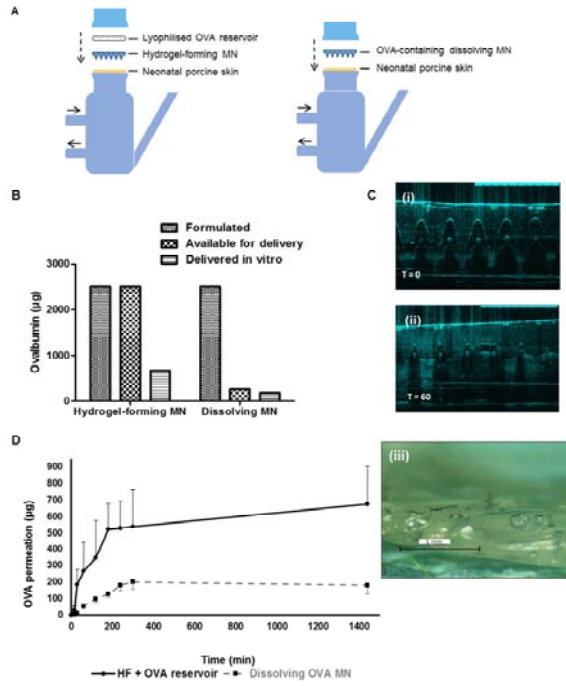 A
Lyophilised OVA reservoir
Hydrogel-forming MN
Neonatal porcine skin
OVA-containing dissolving MN
Neonatal porcine skin
B
Formulated
Available for delivery
Delivered in vitro
Ovalbumin (µg)
3000
2000
1000
0
Hydrogel-forming MN
Dissolving MN
C
(i)
T = 0
(ii)
T = 60
(iii)
D
OVA permeation (µg)
900
800
700
600
500
400
300
200
100
0
0 200 400 600 800 1000 1200 1400
Time (min)
HF + OVA reservoir
Dissolving OVA MN